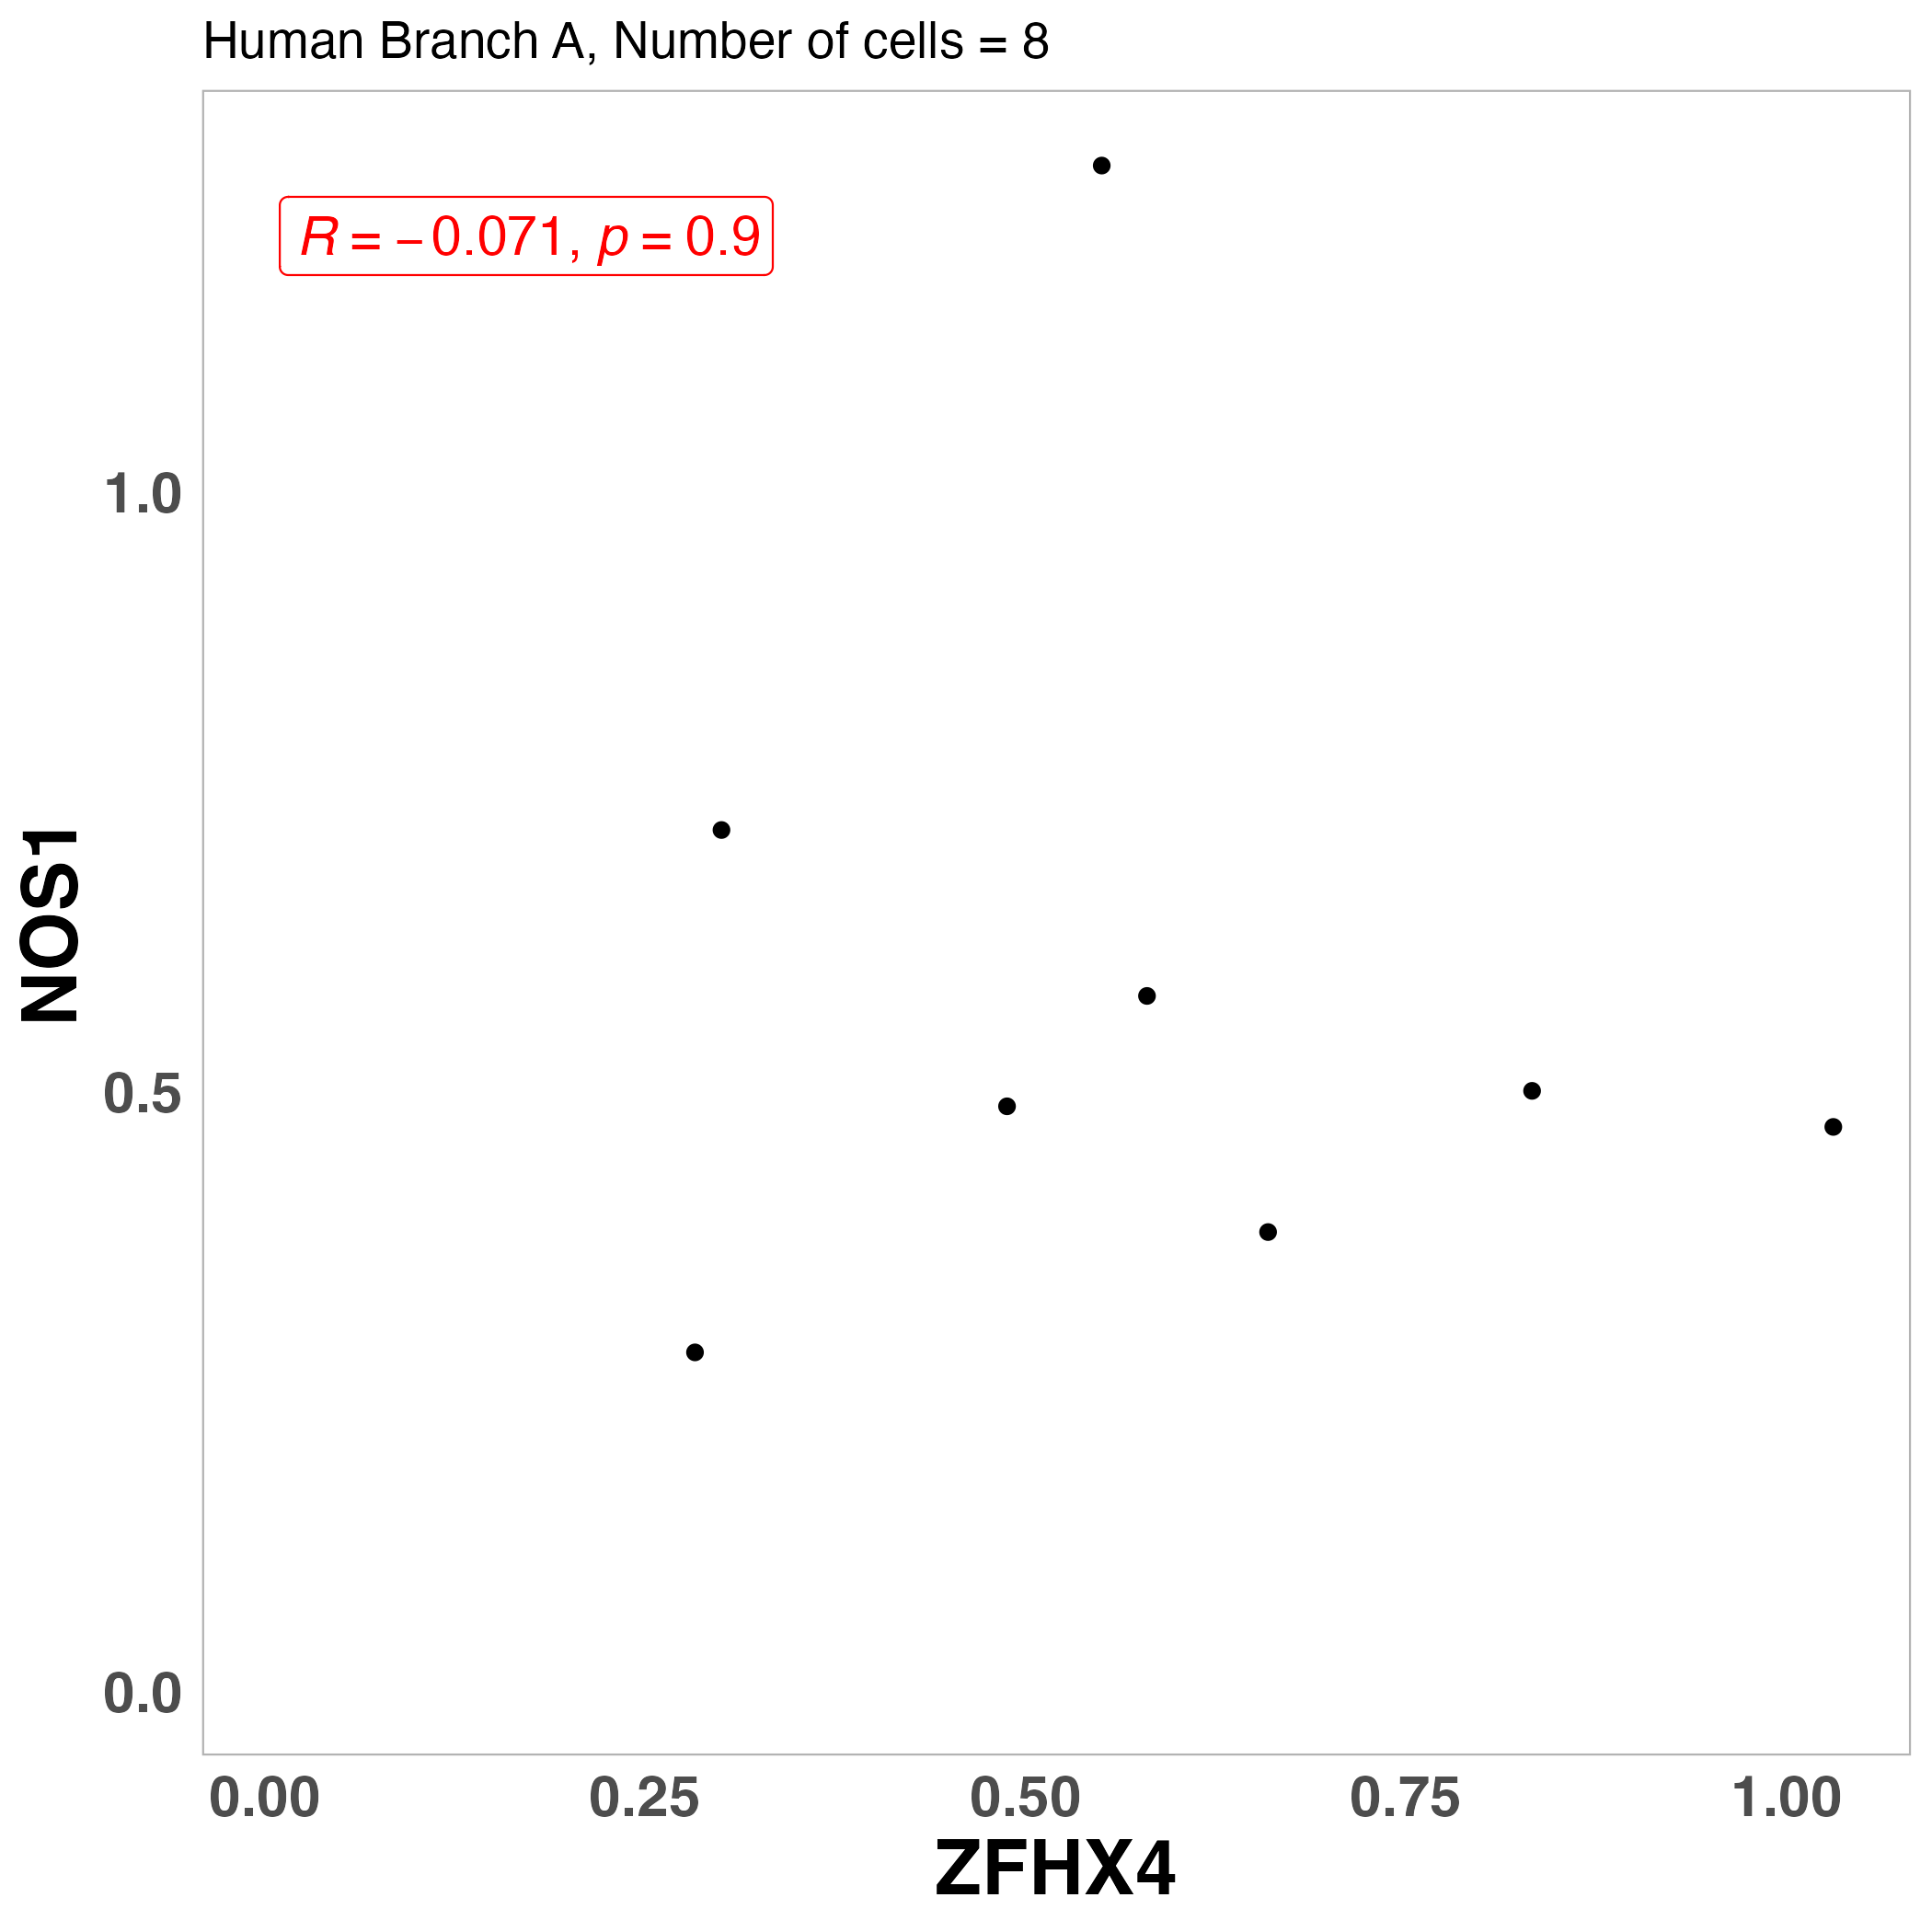 Human Branch A, Number of cells = 8
R = −0.071, p = 0.9
1.0
0.5
0.0
NOS1
0.00 0.25 0.50 0.75 1.00
ZFHX4